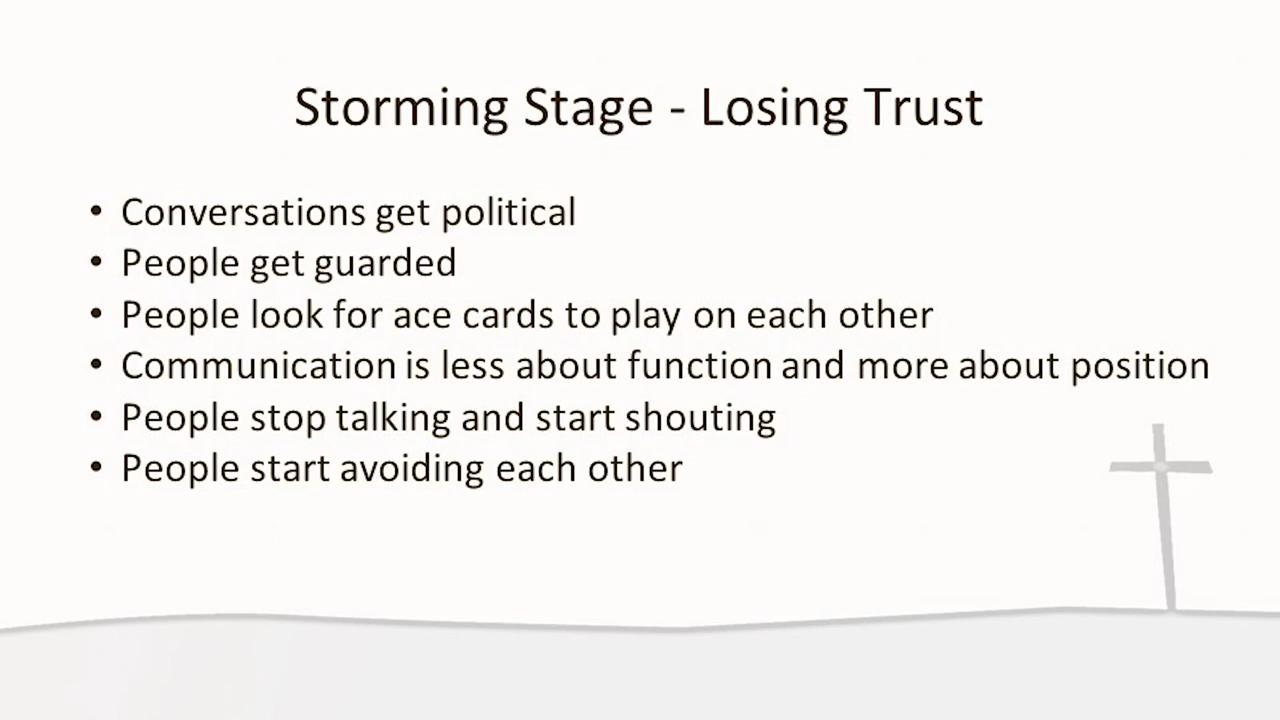 Storming Stage - Losing Trust
• Conversations get political
• People get guarded
• People look for ace cards to play on each other
• Communication is less about function and more about position
• People stop talking and start shouting
• People start avoiding each other